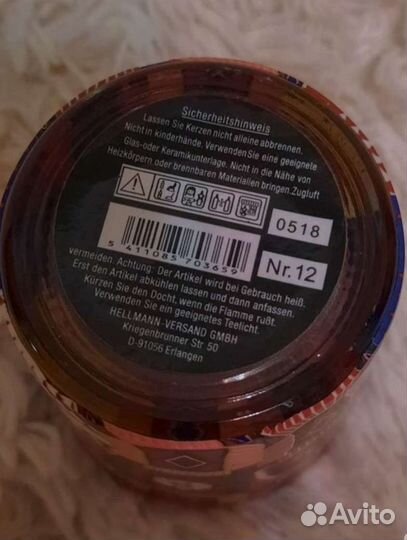 Sicherheitshinweis
Lassen Sie Kerzen nicht alleine abbrennen.
Nicht in kinderhände. VerwendenSie eine geeignete
Glas-oder Keramikunterlage. Nicht in die Nähe von
Heizkörpern oder brennbaren Materialien bringen.Zugluft
0518
5 411085 703659
Nr.12
vermeiden. Achtung: Der Artikel wird bei Gebrauch heiß.
Erst den Artikel abkühlen lassen und dann anfassen.
Kürzen Sie den Docht, wenn die Flamme rußt.
Verwenden Sie ein geeignetes Teelicht.
HELLMANN-VERSAND GMBH
Kriegenbrunner Str 50
D-91056 Erlangen
Avito